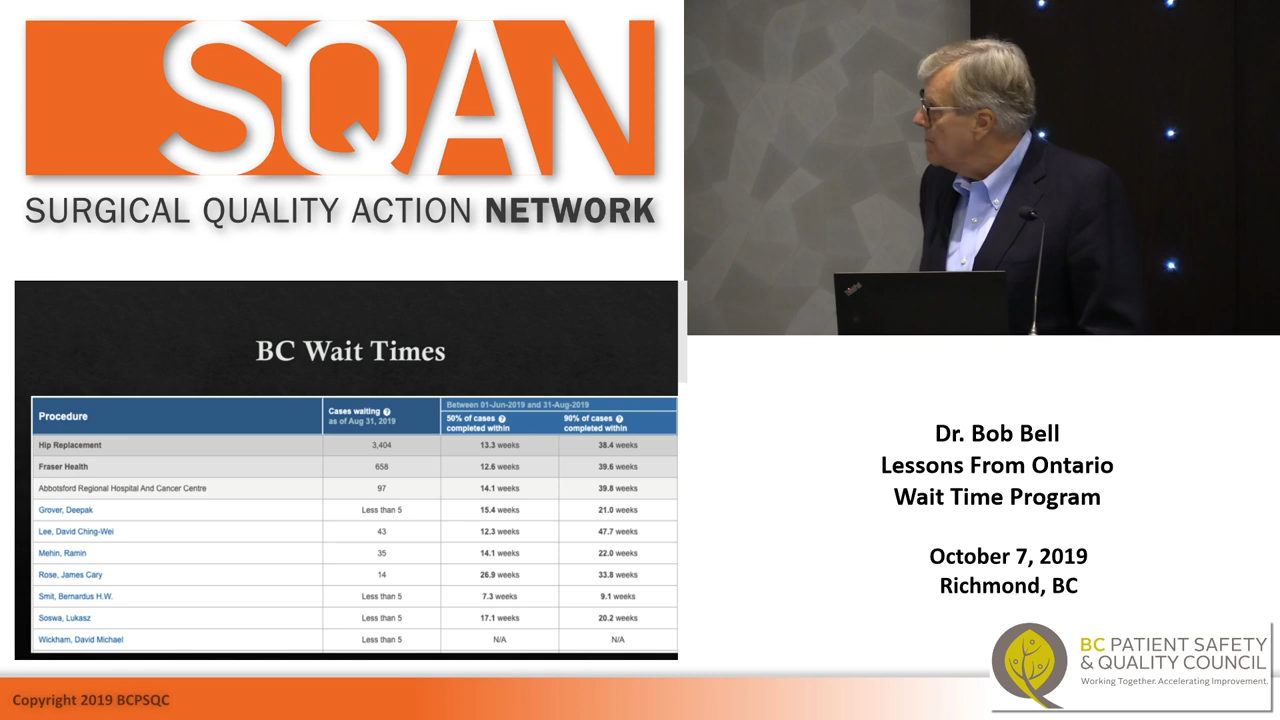 SQAN
SURGICAL QUALITY ACTION NETWORK
BC Wait Times
Procedure
Cases waiting ?
as of Aug 31, 2019
Between 01-Jun-2019 and 31-Aug-2019
50% of cases ?
completed within
90% of cases ?
completed within
Hip Replacement 3,404 13.3 weeks 38.4 weeks
Fraser Health 658 12.6 weeks 39.6 weeks
Abbotsford Regional Hospital And Cancer Centre 97 14.1 weeks 39.8 weeks
Grover, Deepak Less than 5 15.4 weeks 21.0 weeks
Lee, David Ching-Wei 43 12.3 weeks 47.7 weeks
Mehin, Ramin 35 14.1 weeks 22.0 weeks
Rose, James Cary 14 26.9 weeks 33.8 weeks
Smit, Bernardus H.W. Less than 5 7.3 weeks 9.1 weeks
Soswa, Lukasz Less than 5 17.1 weeks 20.2 weeks
Wickham, David Michael Less than 5 N/A N/A
Dr. Bob Bell
Lessons From Ontario
Wait Time Program
October 7, 2019
Richmond, BC
BC PATIENT SAFETY
& QUALITY COUNCIL
Working Together. Accelerating Improvement.
Copyright 2019 BCPSQC